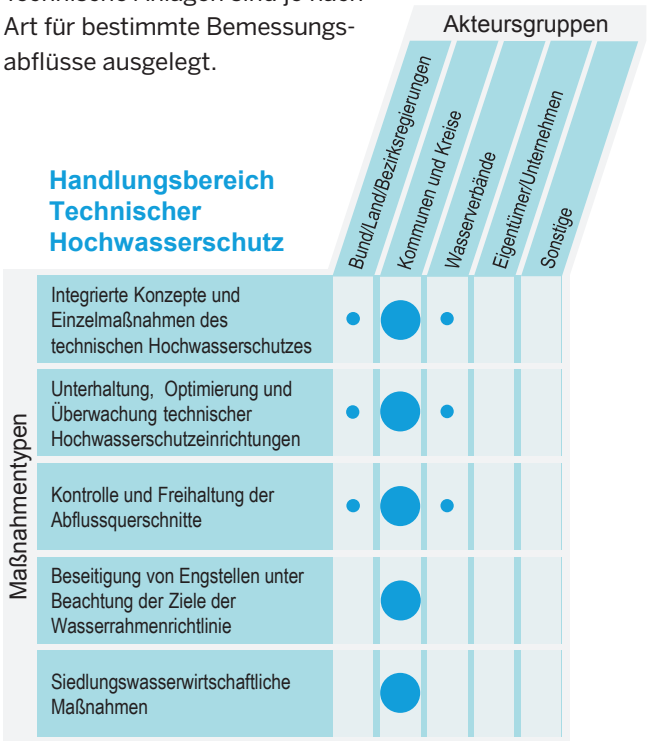 Technische Anlagen sind je nach
Art für bestimmte Bemessungs-
abflüsse ausgelegt.
Akteursgruppen
Handlungsbereich
Technischer
Hochwasserschutz
Bund/Land/Bezirksregierungen
Kommunen und Kreise
Wasserverbände
Eigentümer/Unternehmen
Sonstige
Maßnahmentypen
Integrierte Konzepte und
Einzelmaßnahmen des
technischen Hochwasserschutzes
Unterhaltung, Optimierung und
Überwachung technischer
Hochwasserschutzeinrichtungen
Kontrolle und Freihaltung der
Abflussquerschnitte
Beseitigung von Engstellen unter
Beachtung der Ziele der
Wasserrahmenrichtlinie
Siedlungswasserwirtschaftliche
Maßnahmen